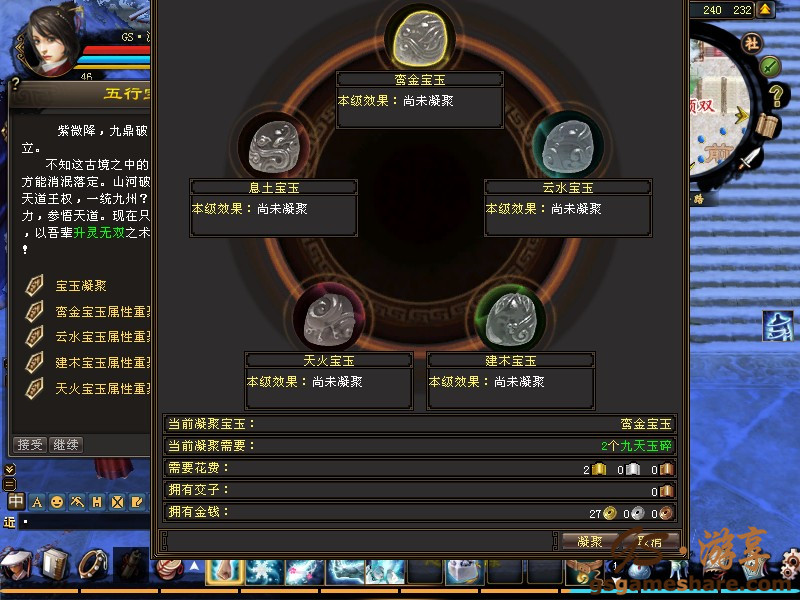 240 232
GS·
46
社
五行宝
紫微降，九鼎破
立。
不知这古境之中的
方能消泯落定。山河破
天道王权，一统九州？
力，参悟天道。现在只
，以吾辈升灵无双之术
！
宝玉凝聚
鸾金宝玉属性重
云水宝玉属性重
建木宝玉属性重
天火宝玉属性重
接受 继续
鸾金宝玉
本级效果：尚未凝聚
息土宝玉
本级效果：尚未凝聚
云水宝玉
本级效果：尚未凝聚
天火宝玉
本级效果：尚未凝聚
建木宝玉
本级效果：尚未凝聚
当前凝聚宝玉： 鸾金宝玉
当前凝聚需要： 2个九天玉碎
需要花费： 2 0 0
拥有交子： 0
拥有金钱： 27 0 0
凝聚
双
前
路
中 A H
近
游享
gsgameshare.com